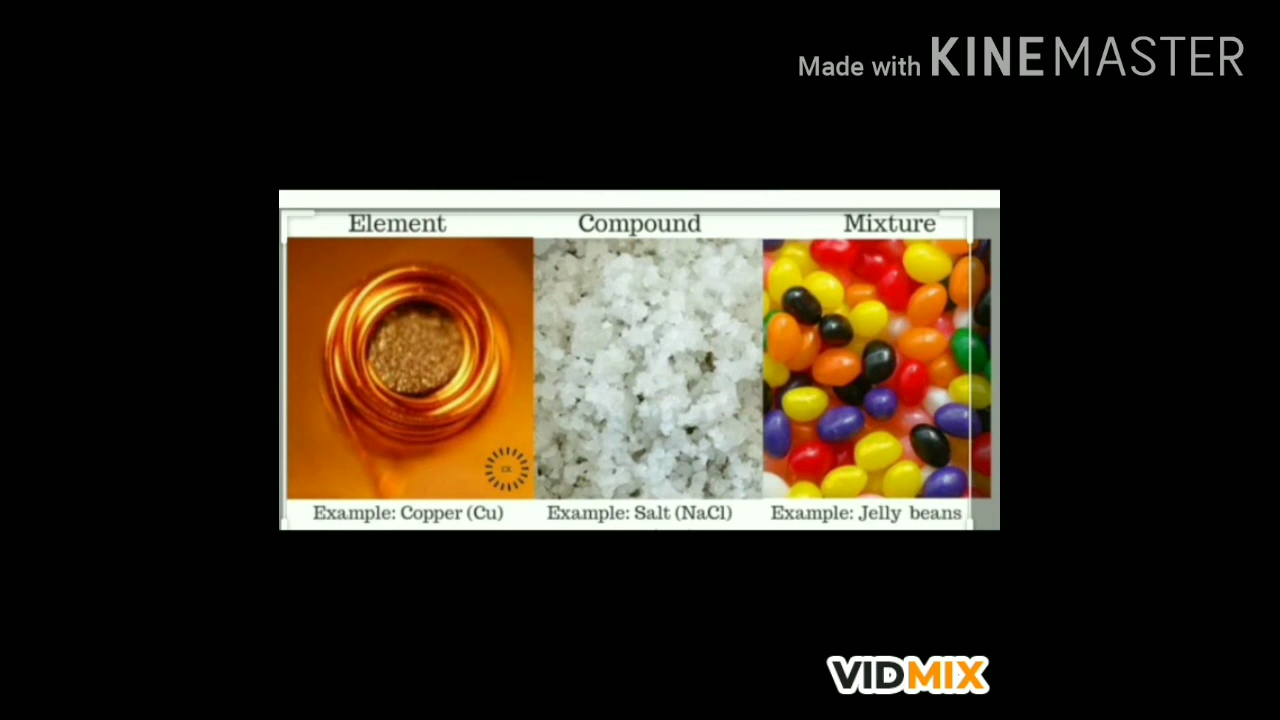 Made with KINEMASTER
Element Compound Mixture
Example: Copper (Cu) Example: Salt (NaCl) Example: Jelly beans
VIDMIX